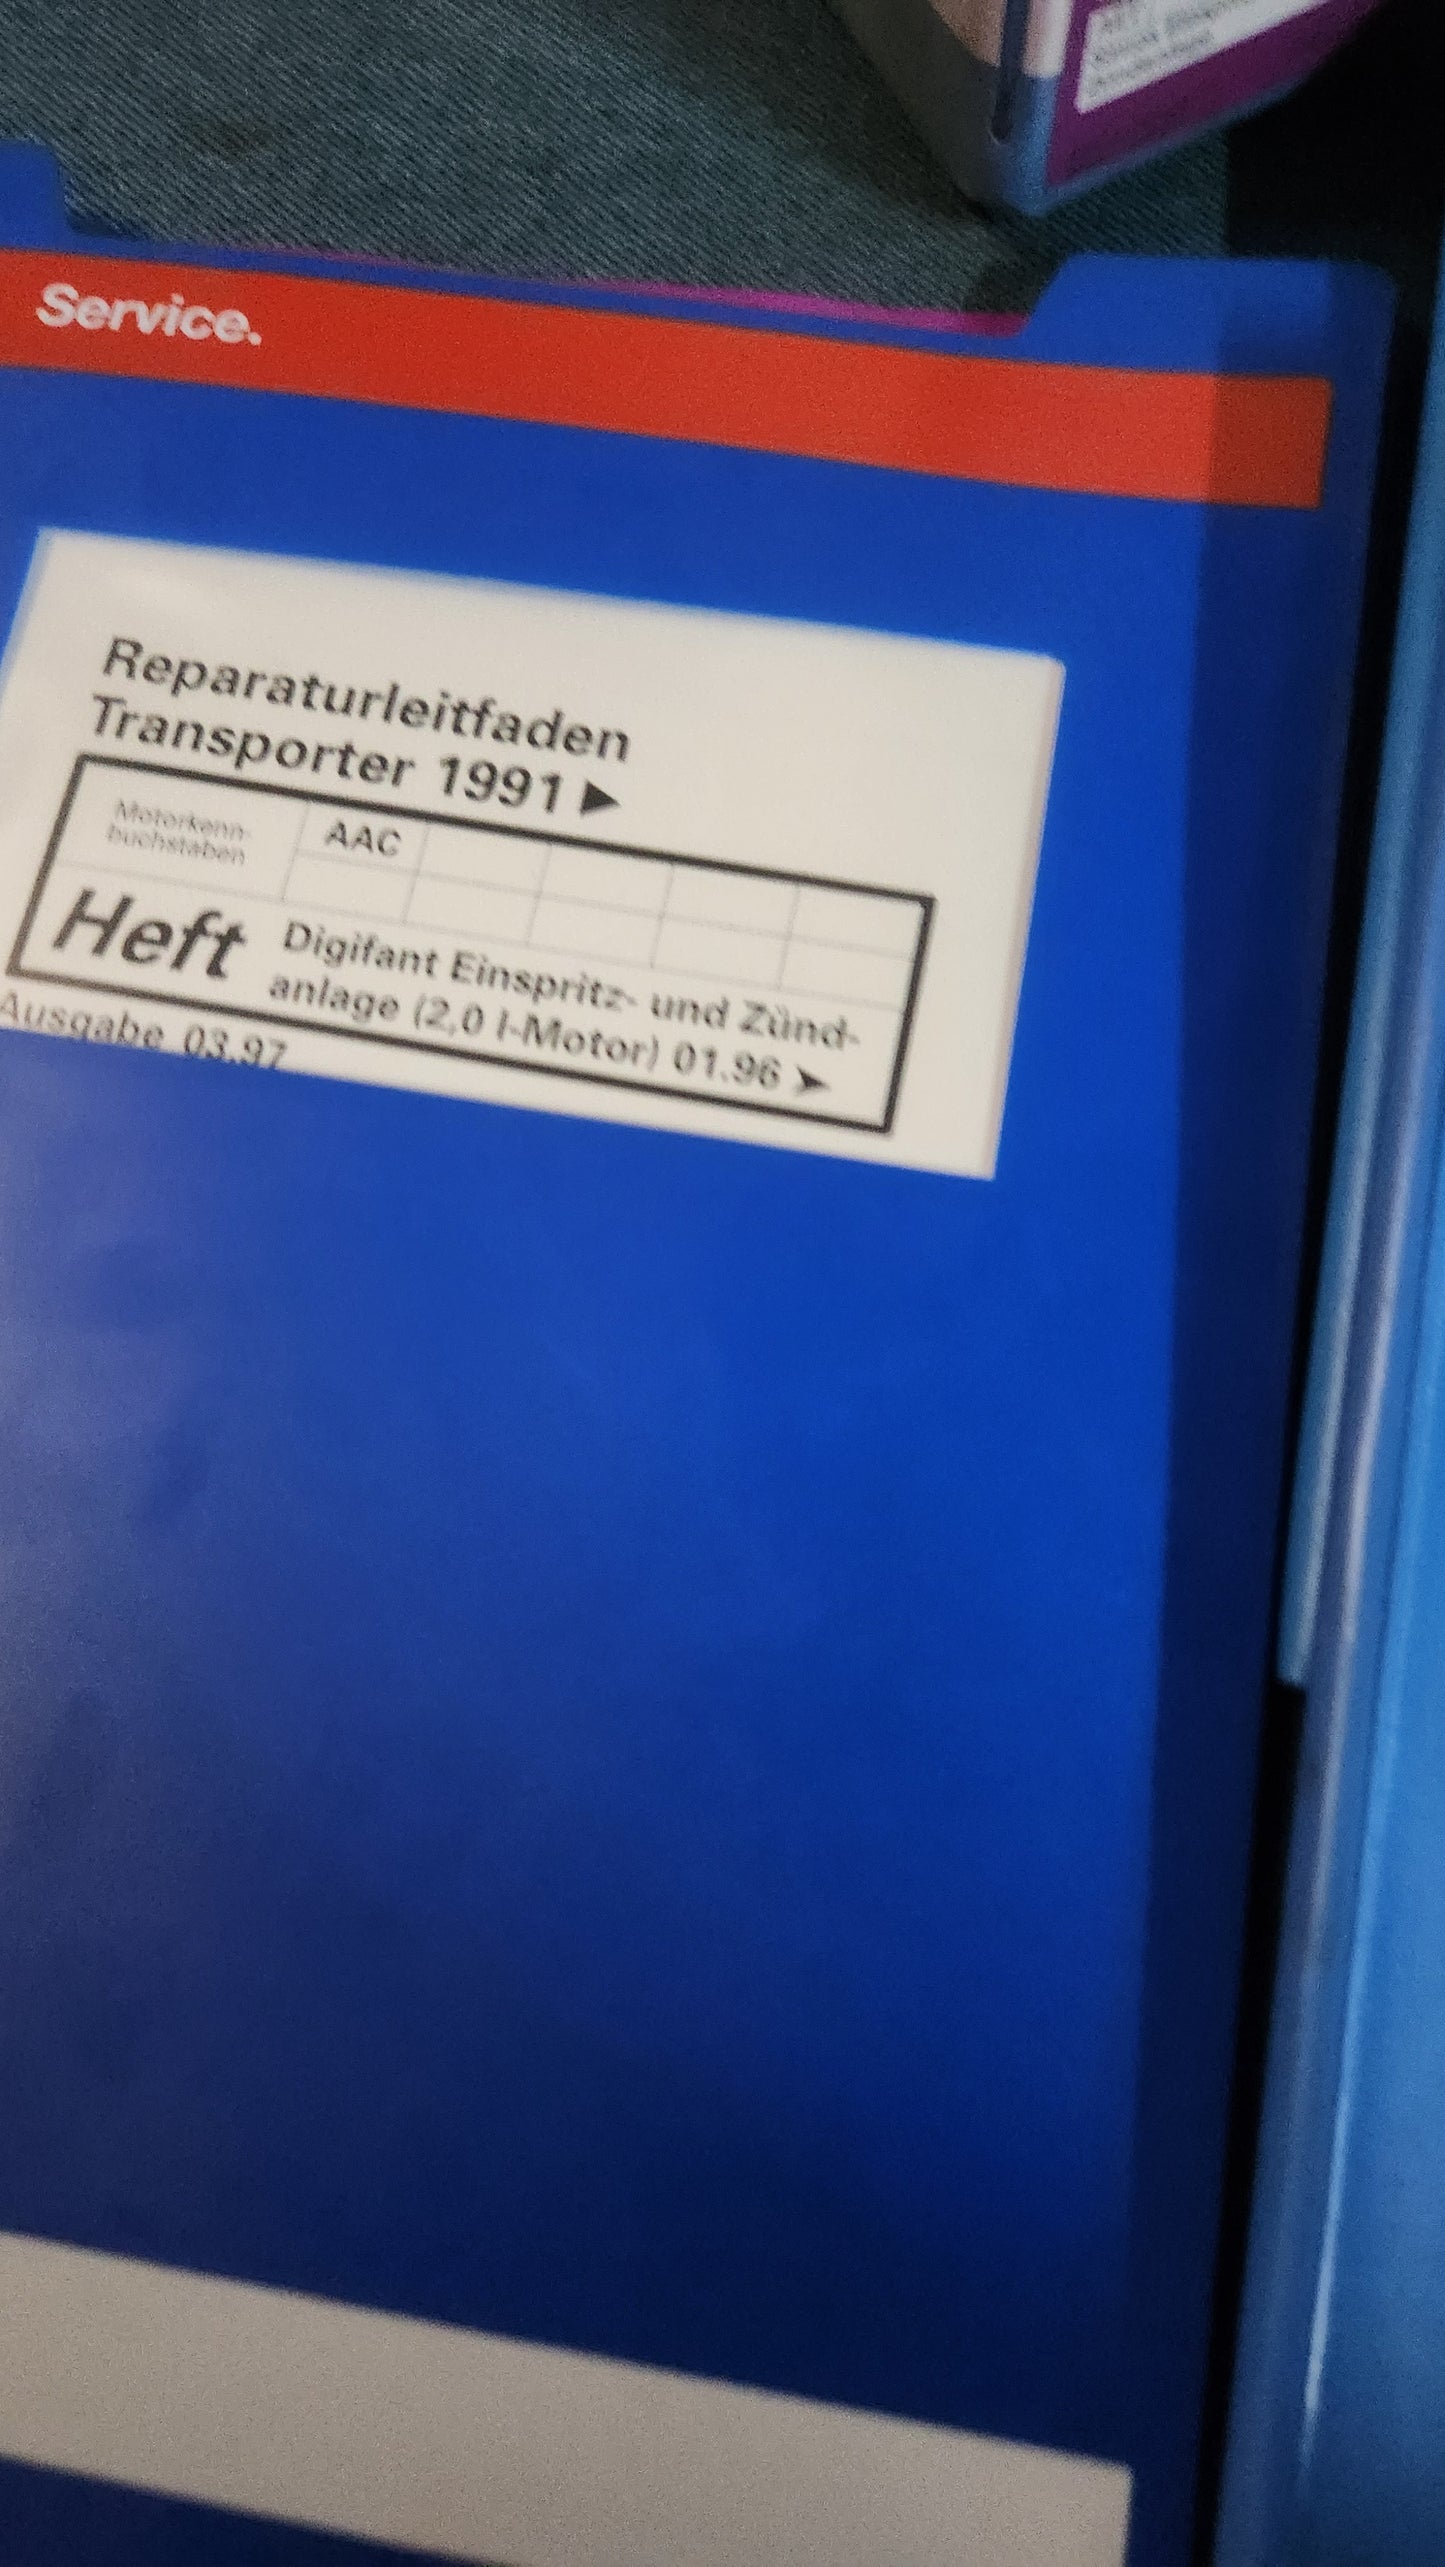 Service.
Reparaturleitfaden
Transporter 1991 ►
Motorkenn-
buchstaben
AAC
Heft
Digifant Einspritz- und Zünd-
anlage (2,0 l-Motor) 01.96 ➤
Ausgabe 03.97